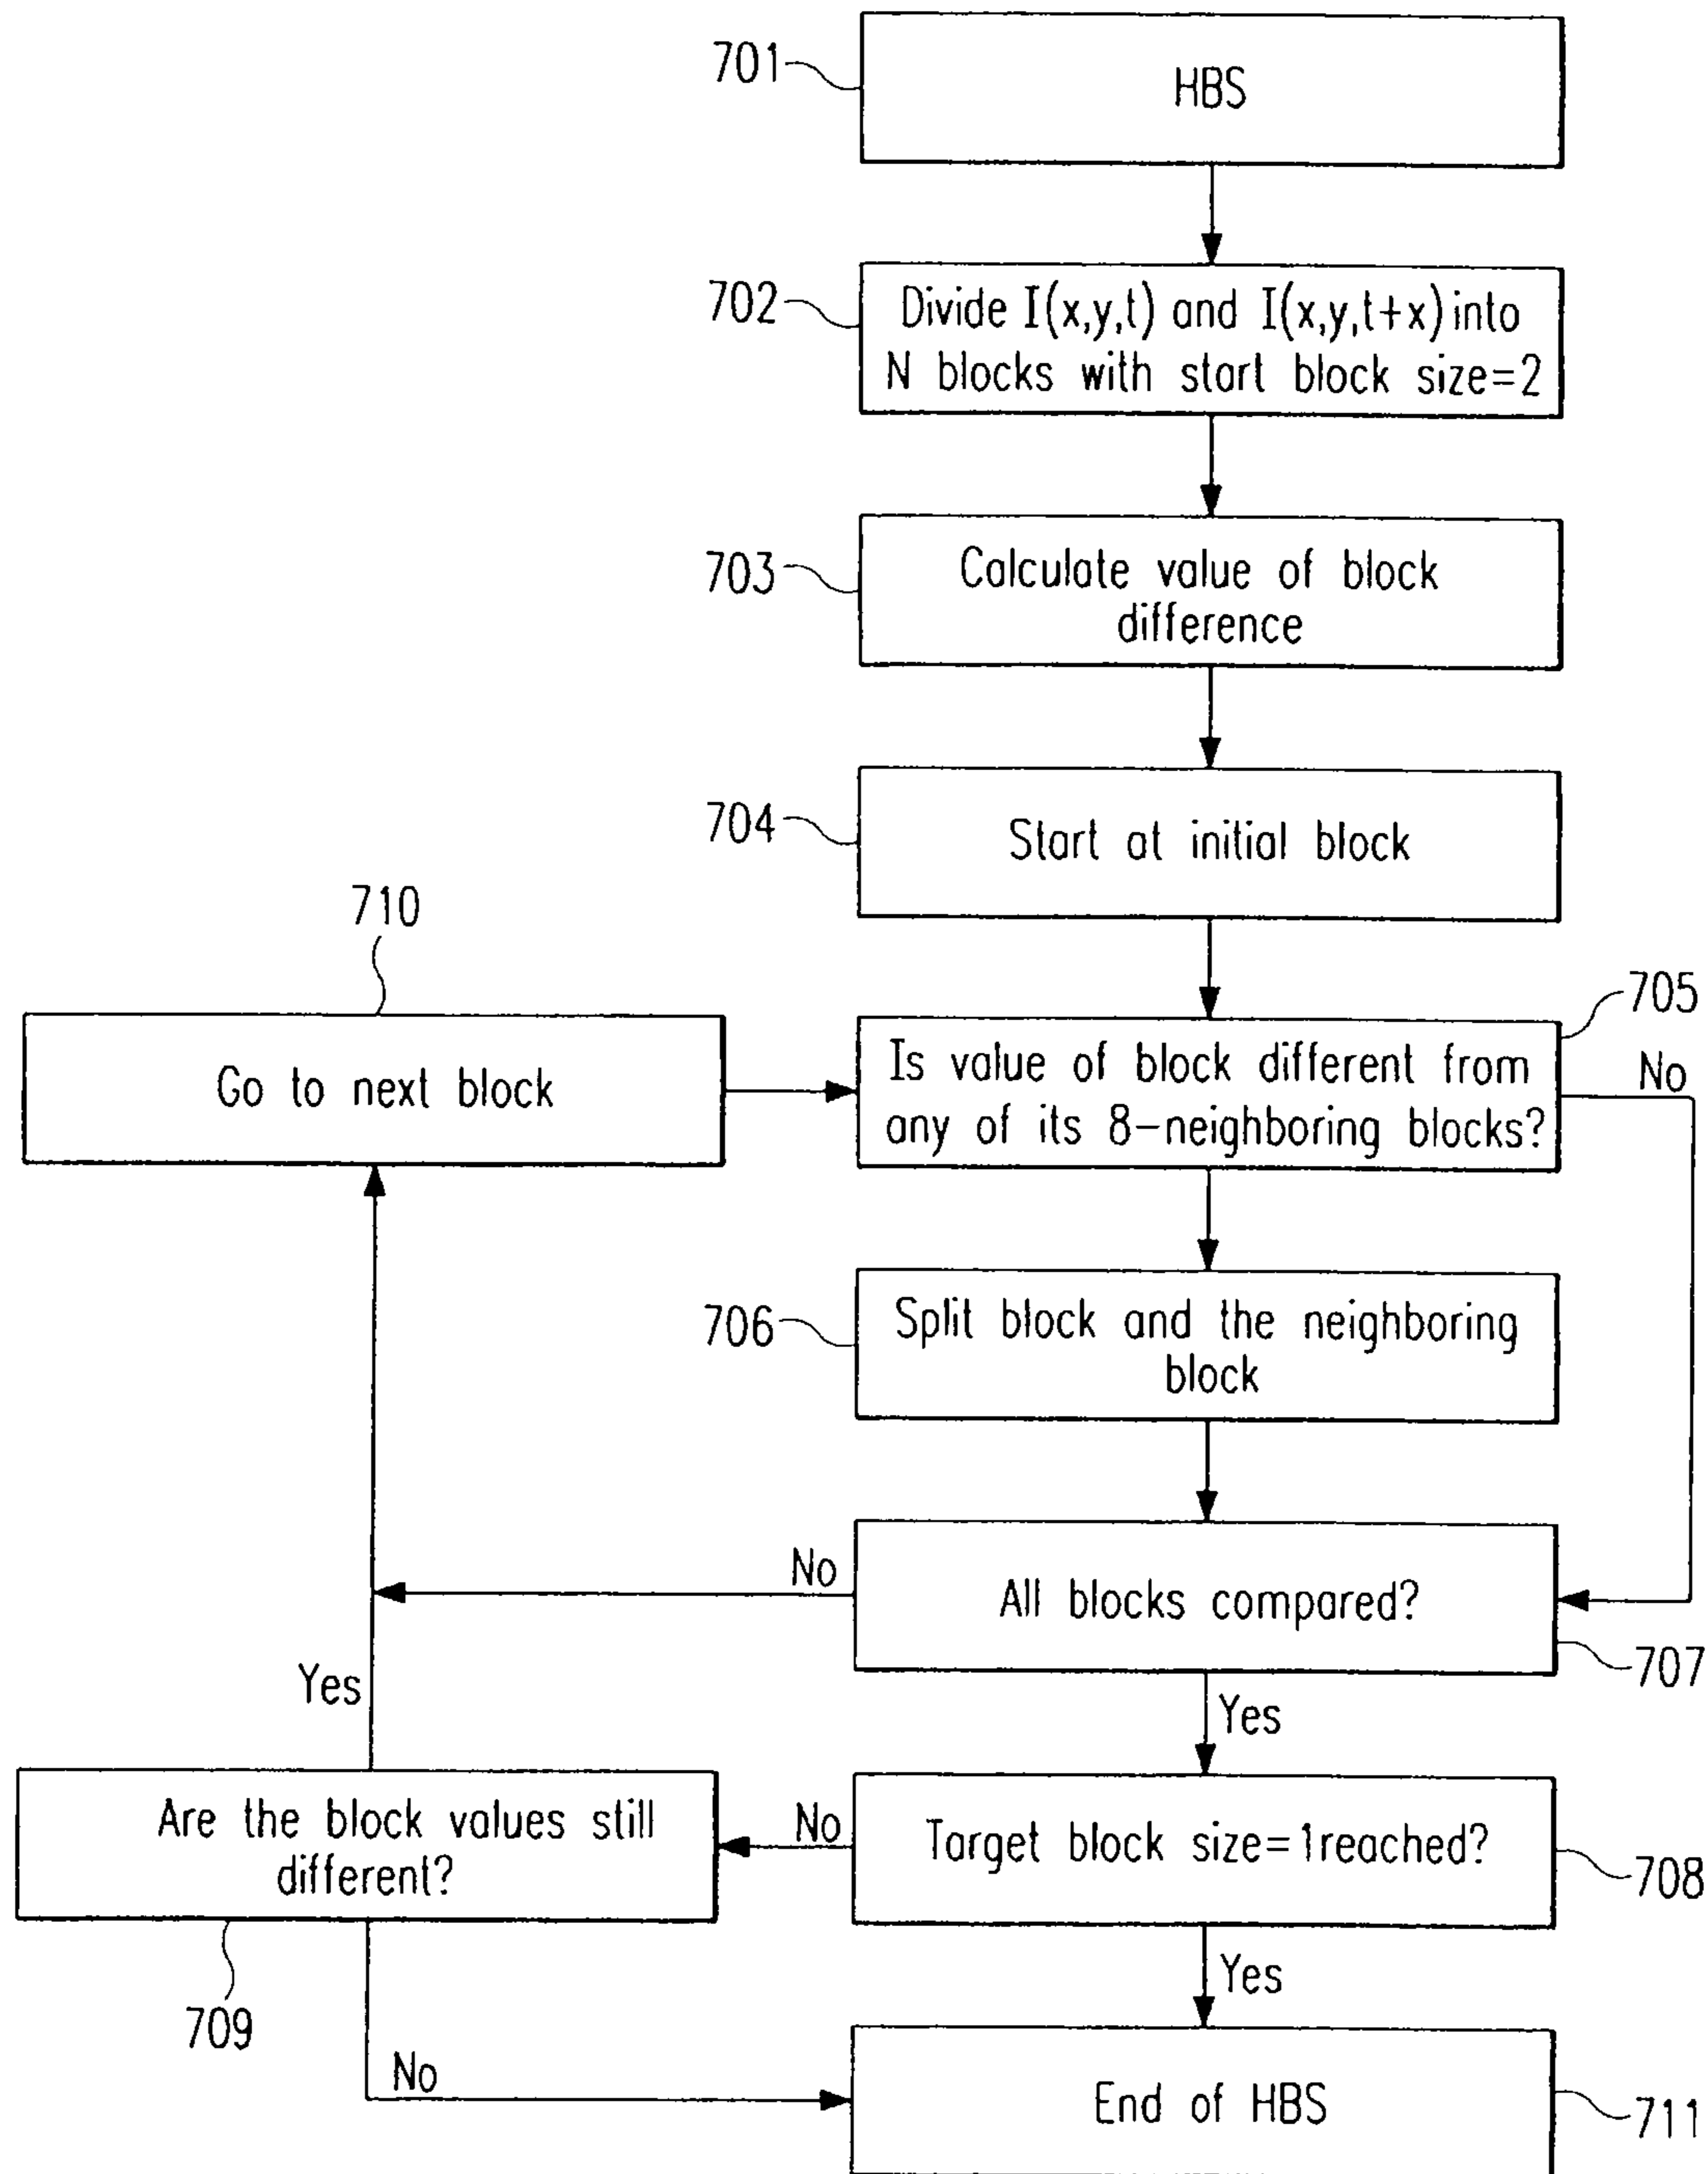 701
HBS
702
Divide I(x,y,t) and I(x,y,t+x) into
N blocks with start block size=2
703
Calculate value of block
difference
704
Start at initial block
710
Go to next block
705
Is value of block different from
any of its 8-neighboring blocks?
No
706
Split block and the neighboring
block
No
All blocks compared?
707
Yes
Yes
Are the block values still
different?
No
Target block size=1reached?
708
709
Yes
No
End of HBS
711